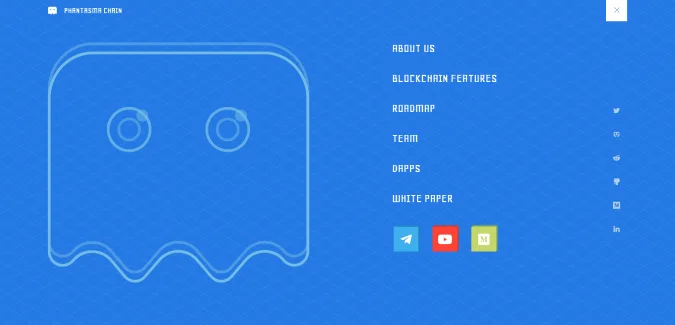 PHANTASMA CHAIN
ABOUT US
BLOCKCHAIN FEATURES
ROADMAP
TEAM
DAPPS
WHITE PAPER